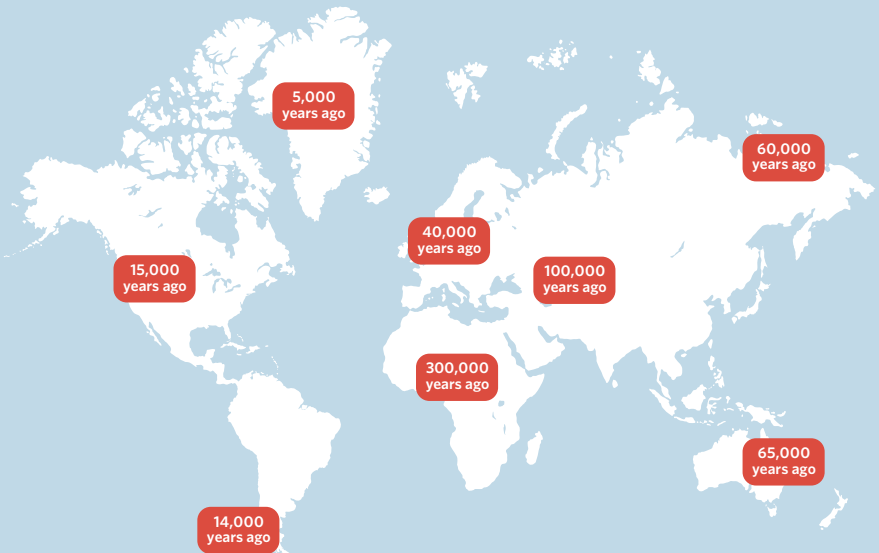 5,000
years ago
60,000
years ago
40,000
years ago
15,000
years ago
100,000
years ago
300,000
years ago
65,000
years ago
14,000
years ago